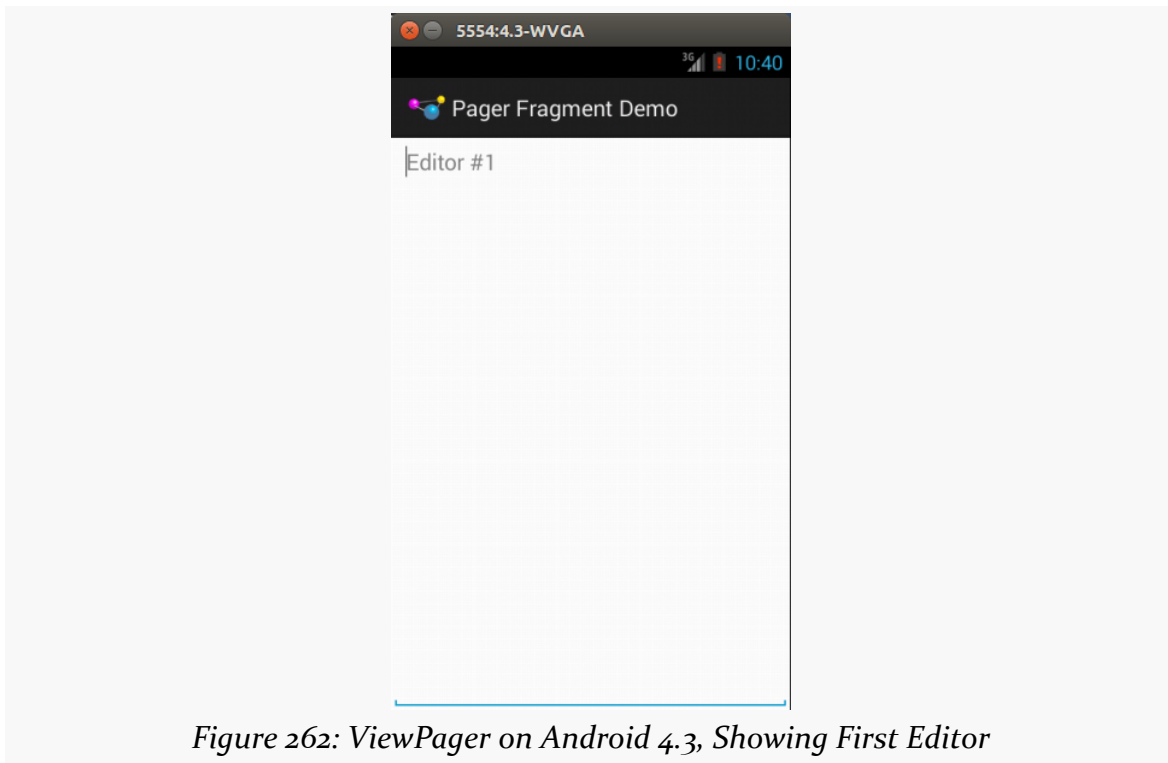 5554:4.3-WVGA
3G 10:40
Pager Fragment Demo
Editor #1
Figure 262: ViewPager on Android 4.3, Showing First Editor